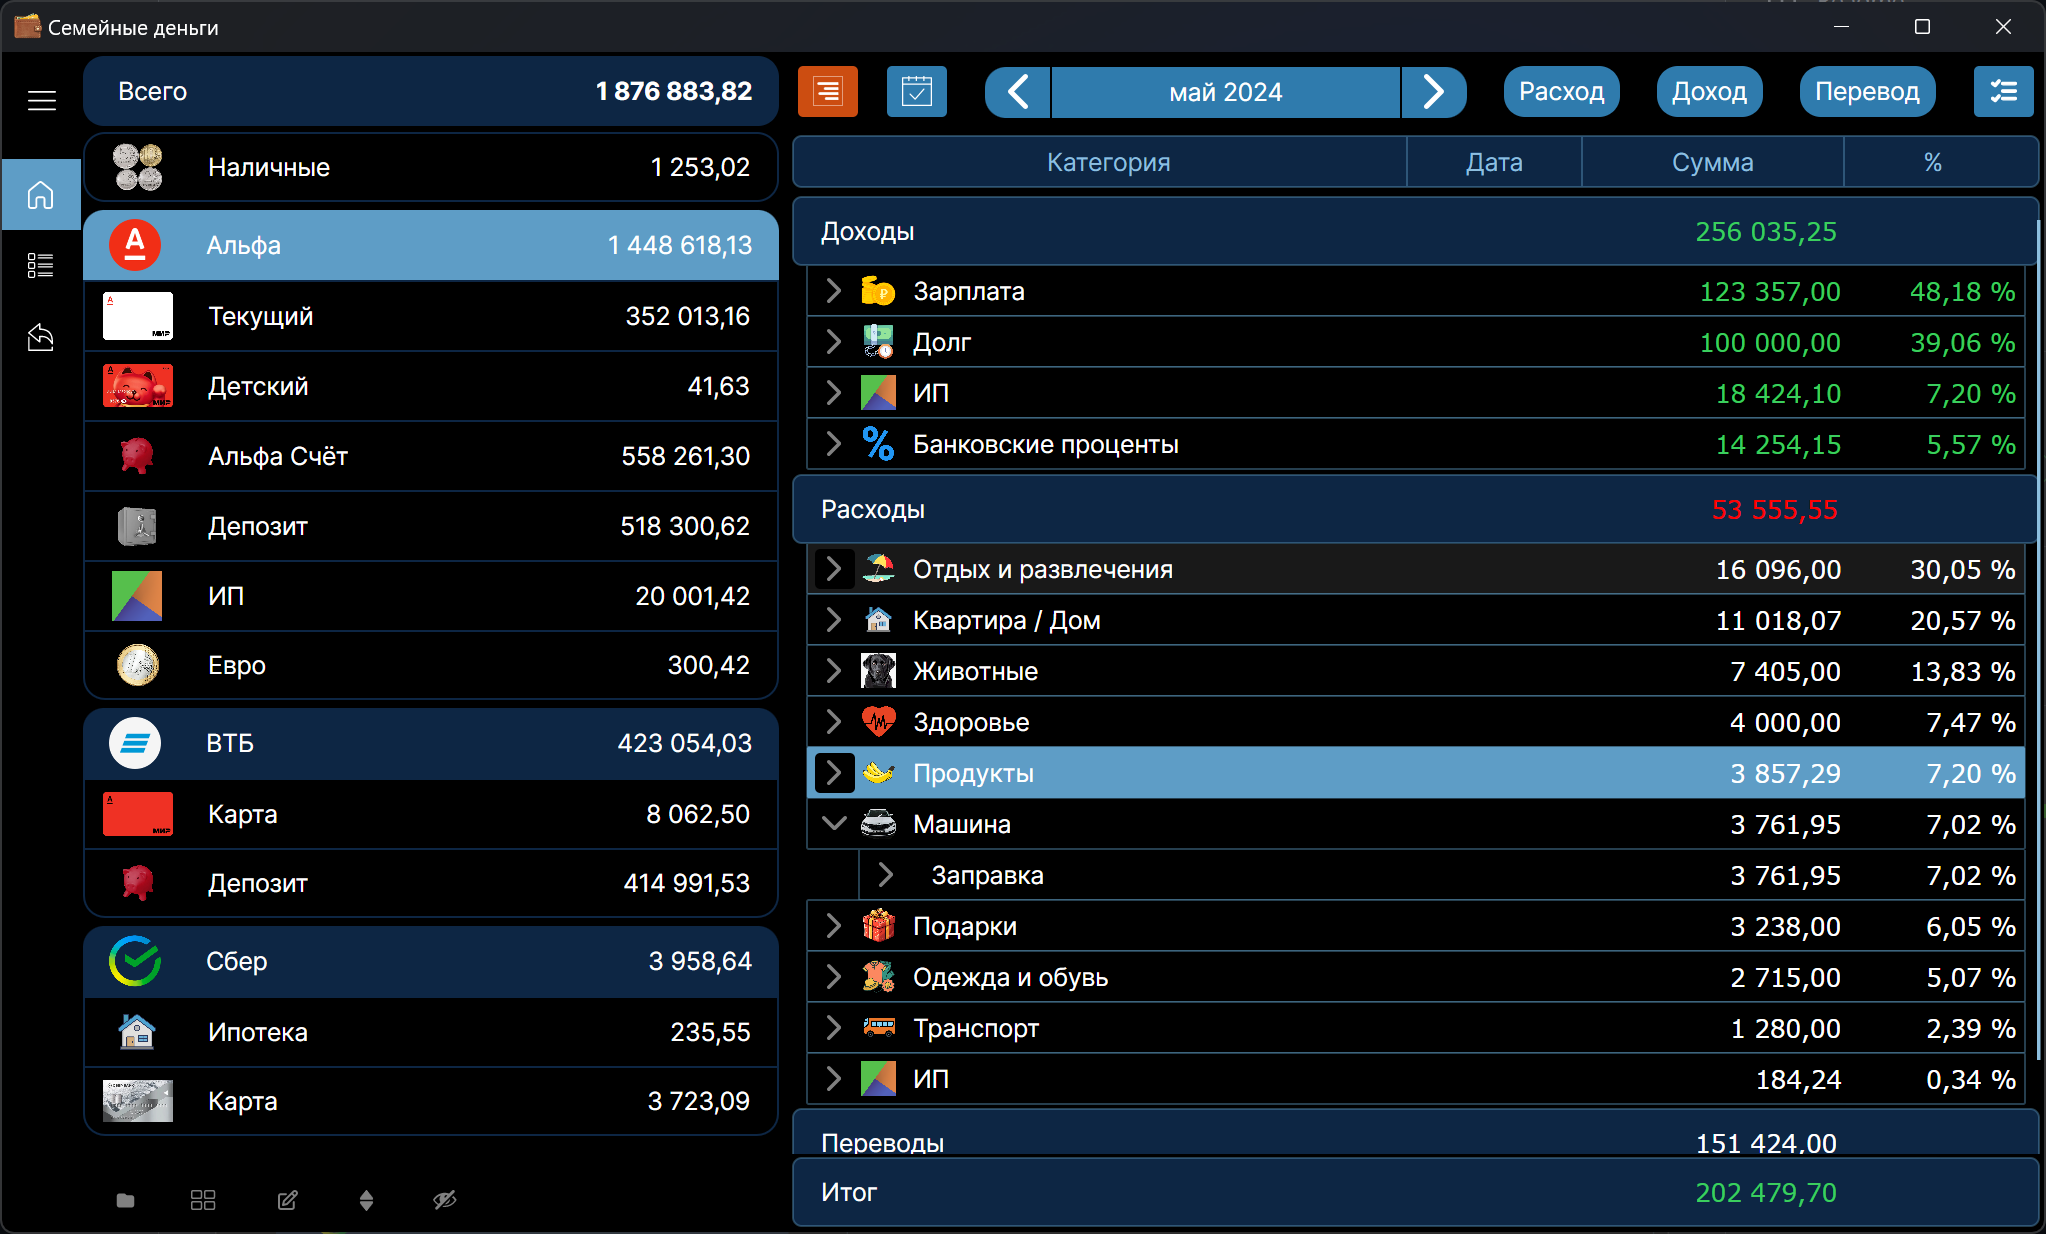 Семейные деньги
Всего 1 876 883,82
Наличные 1 253,02
Альфа 1 448 618,13
Текущий 352 013,16
Детский 41,63
Альфа Счёт 558 261,30
Депозит 518 300,62
ИП 20 001,42
Евро 300,42
ВТБ 423 054,03
Карта 8 062,50
Депозит 414 991,53
Сбер 3 958,64
Ипотека 235,55
Карта 3 723,09
май 2024 Расход Доход Перевод
Категория Дата Сумма %
Доходы 256 035,25
Зарплата 123 357,00 48,18 %
Долг 100 000,00 39,06 %
ИП 18 424,10 7,20 %
Банковские проценты 14 254,15 5,57 %
Расходы 53 555,55
Отдых и развлечения 16 096,00 30,05 %
Квартира / Дом 11 018,07 20,57 %
Животные 7 405,00 13,83 %
Здоровье 4 000,00 7,47 %
Продукты 3 857,29 7,20 %
Машина 3 761,95 7,02 %
Заправка 3 761,95 7,02 %
Подарки 3 238,00 6,05 %
Одежда и обувь 2 715,00 5,07 %
Транспорт 1 280,00 2,39 %
ИП 184,24 0,34 %
Переводы 151 424,00
Итог 202 479,70